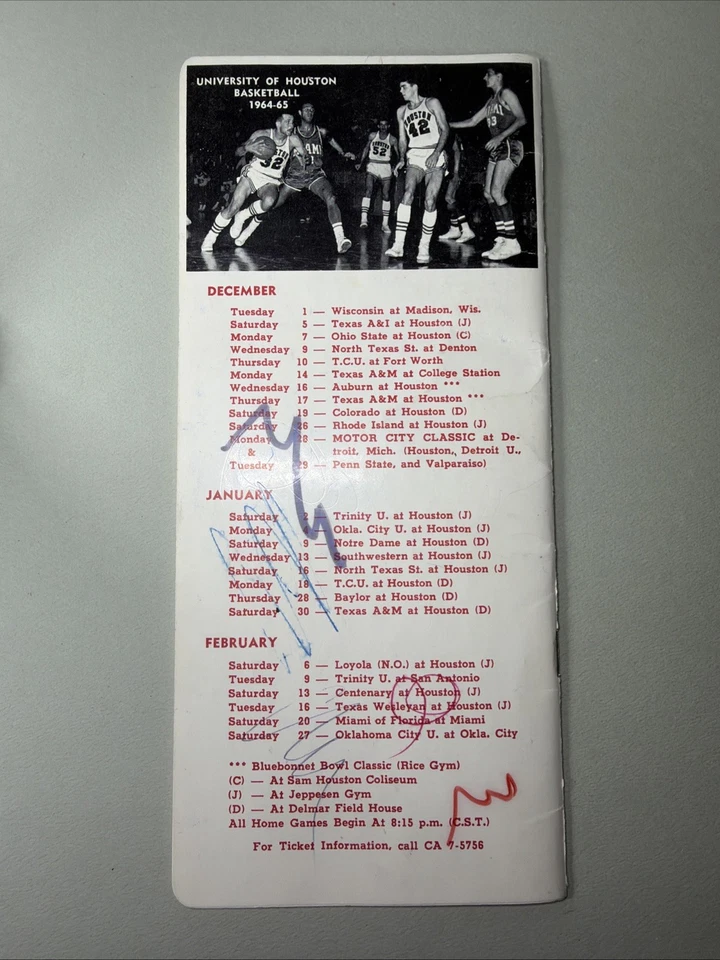 UNIVERSITY OF HOUSTON
BASKETBALL
1964-65
HOUSTON
32
AMI
HOUSTON
52
HOUSTON
42
MI
13
DECEMBER
Tuesday 1 — Wisconsin at Madison, Wis.
Saturday 5 — Texas A&I at Houston (J)
Monday 7 — Ohio State at Houston (C)
Wednesday 9 — North Texas St. at Denton
Thursday 10 — T.C.U. at Fort Worth
Monday 14 — Texas A&M at College Station
Wednesday 16 — Auburn at Houston ***
Thursday 17 — Texas A&M at Houston ***
Saturday 19 — Colorado at Houston (D)
Saturday 26 — Rhode Island at Houston (J)
Monday 28 — MOTOR CITY CLASSIC at De-
& troit, Mich. (Houston, Detroit U.,
Tuesday 29 — Penn State, and Valparaiso)
JANUARY
Saturday 2 — Trinity U. at Houston (J)
Monday 4 — Okla. City U. at Houston (J)
Saturday 9 — Notre Dame at Houston (D)
Wednesday 13 — Southwestern at Houston (J)
Saturday 16 — North Texas St. at Houston (J)
Monday 18 — T.C.U. at Houston (D)
Thursday 28 — Baylor at Houston (D)
Saturday 30 — Texas A&M at Houston (D)
FEBRUARY
Saturday 6 — Loyola (N.O.) at Houston (J)
Tuesday 9 — Trinity U. at San Antonio
Saturday 13 — Centenary at Houston (J)
Tuesday 16 — Texas Wesleyan at Houston (J)
Saturday 20 — Miami of Florida at Miami
Saturday 27 — Oklahoma City U. at Okla. City
*** Bluebonnet Bowl Classic (Rice Gym)
(C) — At Sam Houston Coliseum
(J) — At Jeppesen Gym
(D) — At Delmar Field House
All Home Games Begin At 8:15 p.m. (C.S.T.)
For Ticket Information, call CA 7-5756